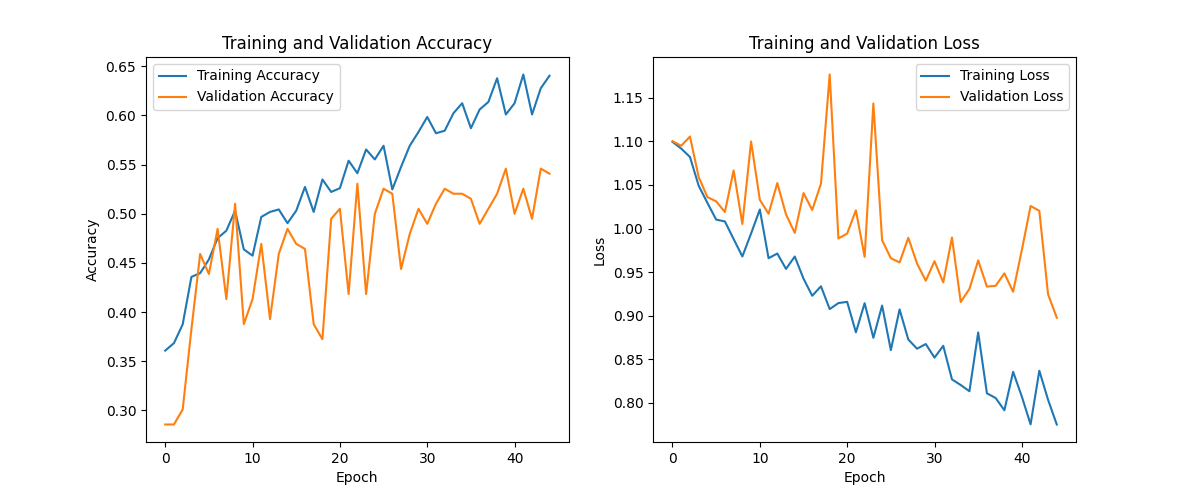 Training and Validation Accuracy
Training Accuracy
Validation Accuracy
0.65
0.60
0.55
0.50
0.45
0.40
0.35
0.30
Accuracy
0
10
20
30
40
Epoch
Training and Validation Loss
Training Loss
Validation Loss
1.15
1.10
1.05
1.00
0.95
0.90
0.85
0.80
Loss
0
10
20
30
40
Epoch